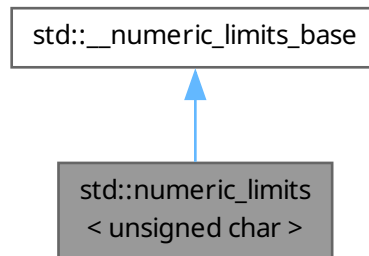 std::__numeric_limits_base
std::numeric_limits
< unsigned char >